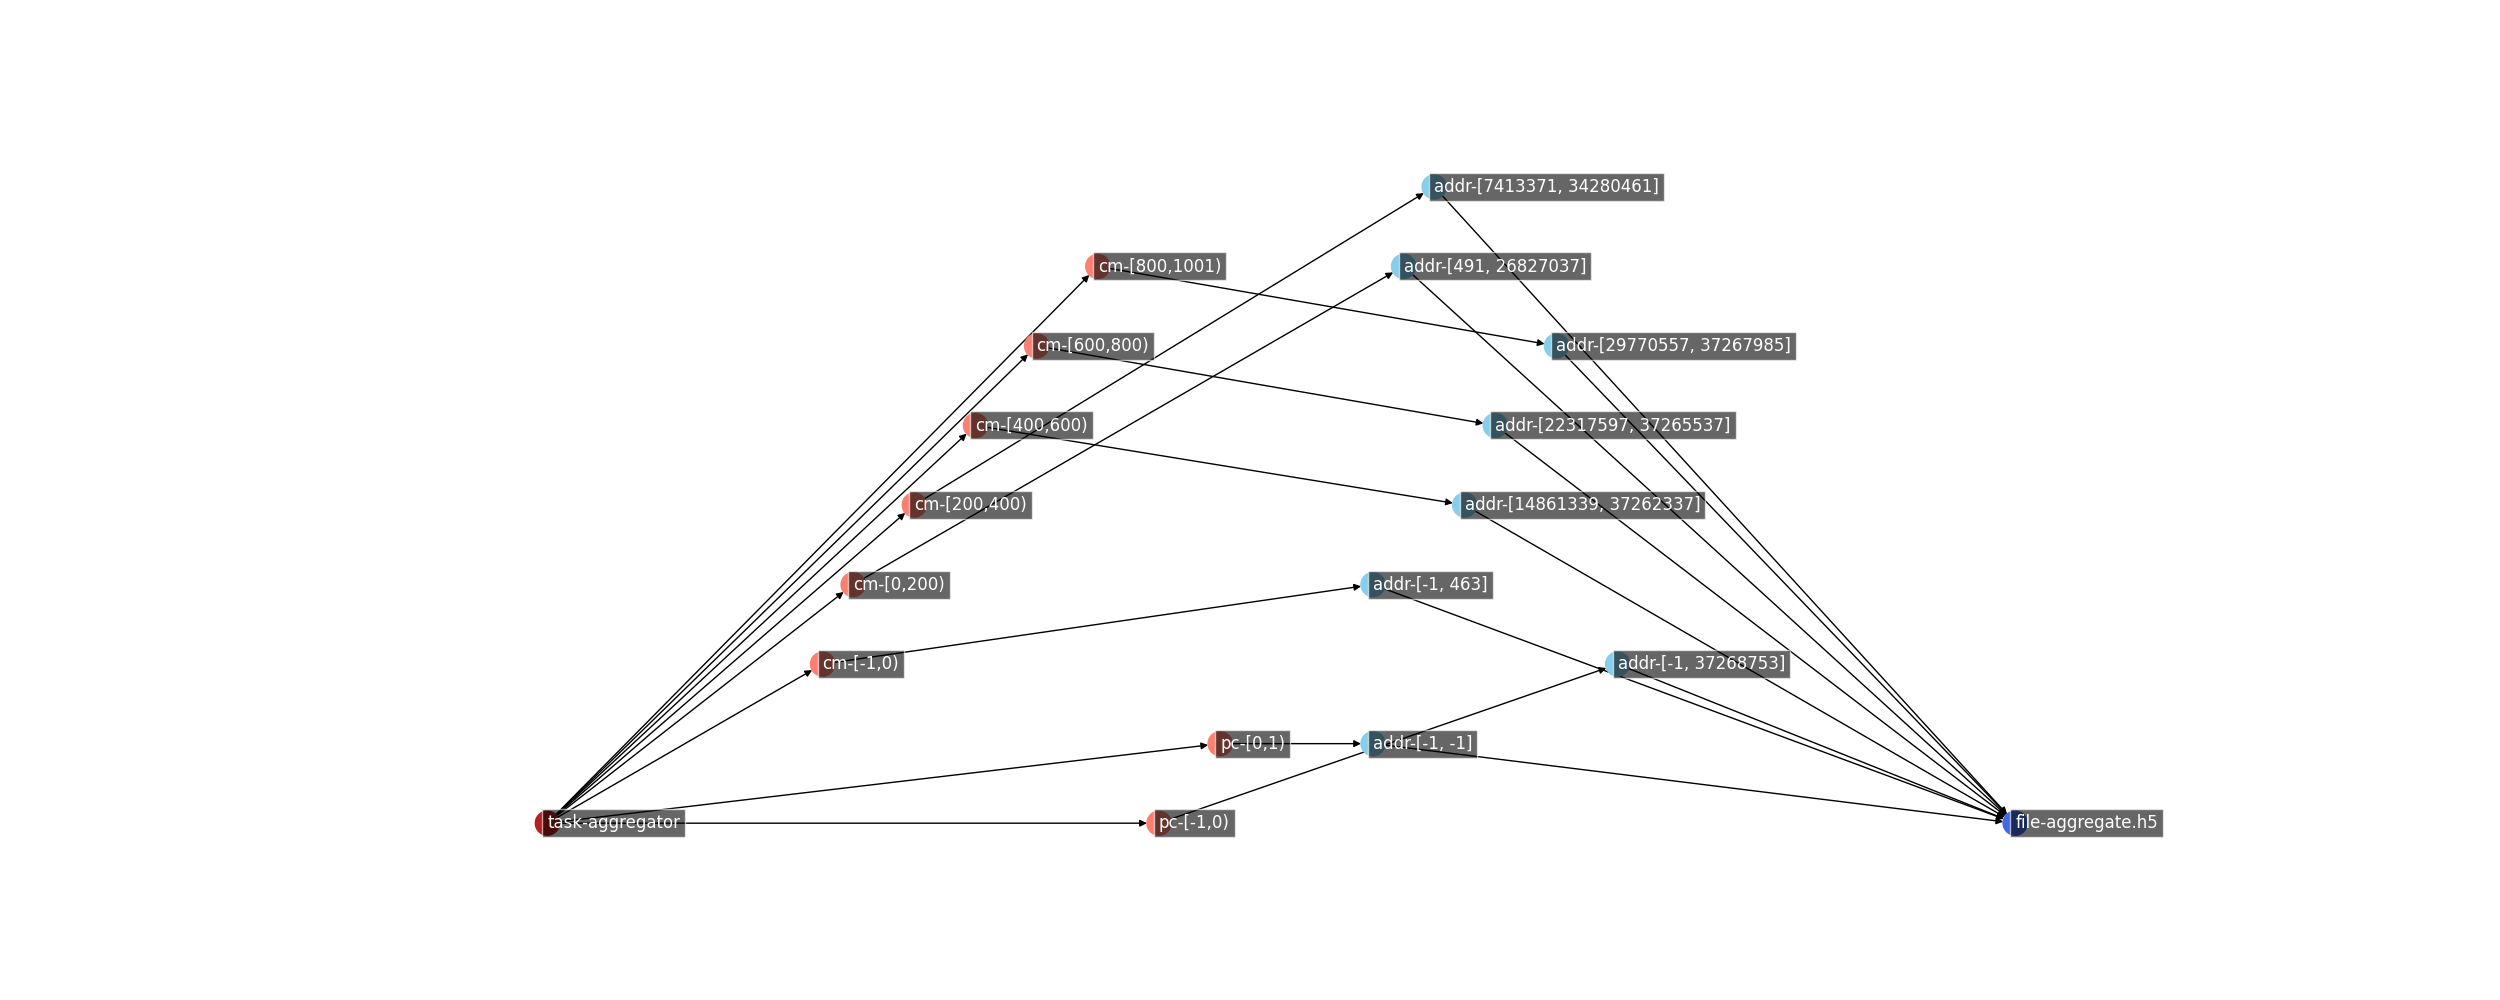 addr-[7413371, 34280461]
cm-[800,1001)
addr-[491, 26827037]
cm-[600,800)
addr-[29770557, 37267985]
cm-[400,600)
addr-[22317597, 37265537]
cm-[200,400)
addr-[14861339, 37262337]
cm-[0,200)
addr-[-1, 463]
cm-[-1,0)
addr-[-1, 37268753]
pc-[0,1)
addr-[-1, -1]
task-aggregator
pc-[-1,0)
file-aggregate.h5